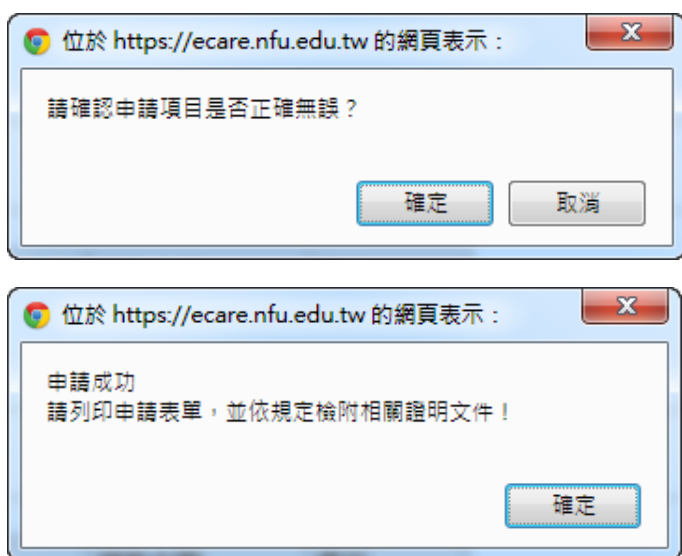 位於 https://ecare.nfu.edu.tw 的網頁表示：
請確認申請項目是否正確無誤？
確定
取消
位於 https://ecare.nfu.edu.tw 的網頁表示：
申請成功
請列印申請表單，並依規定檢附相關證明文件！
確定